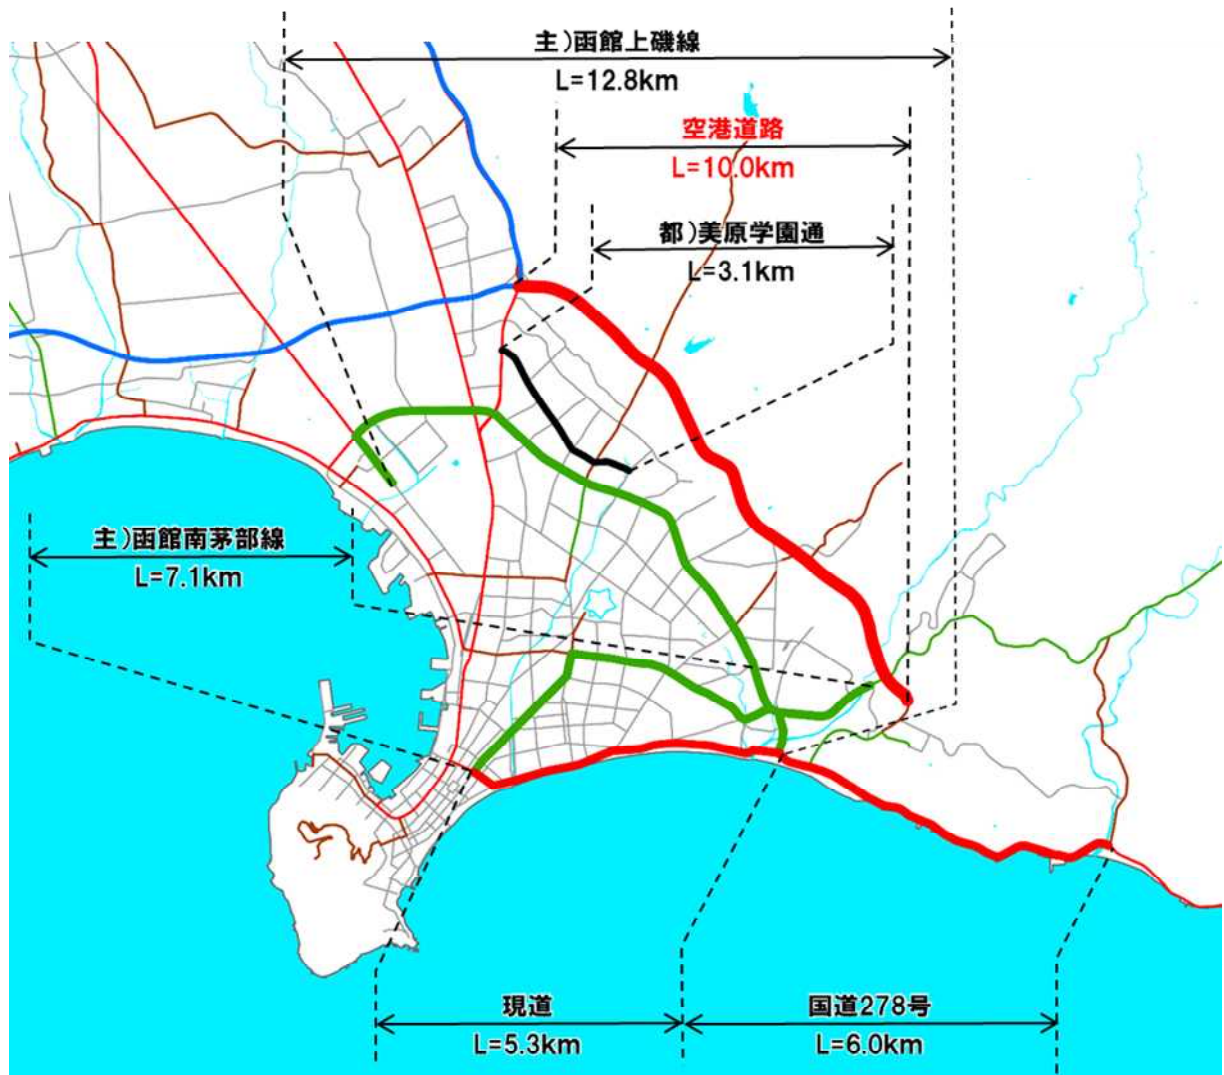 主)函館上磯線
L=12.8km
空港道路
L=10.0km
都)美原学園通
L=3.1km
主)函館南茅部線
L=7.1km
現道
L=5.3km
国道278号
L=6.0km